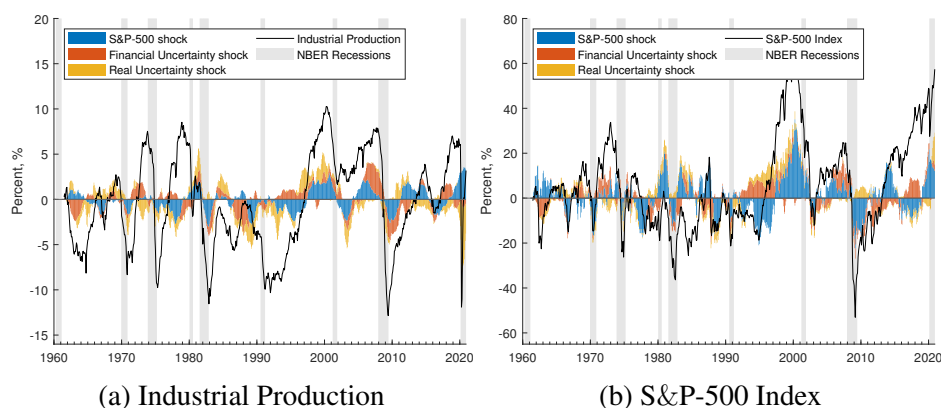 S&P-500 shock
Financial Uncertainty shock
Real Uncertainty shock
Industrial Production
NBER Recessions
Percent, %
20
15
10
5
0
-5
-10
-15
1960 1970 1980 1990 2000 2010 2020
(a) Industrial Production
S&P-500 shock
Financial Uncertainty shock
Real Uncertainty shock
S&P-500 Index
NBER Recessions
Percent, %
80
60
40
20
0
-20
-40
-60
1960 1970 1980 1990 2000 2010 2020
(b) S&P-500 Index